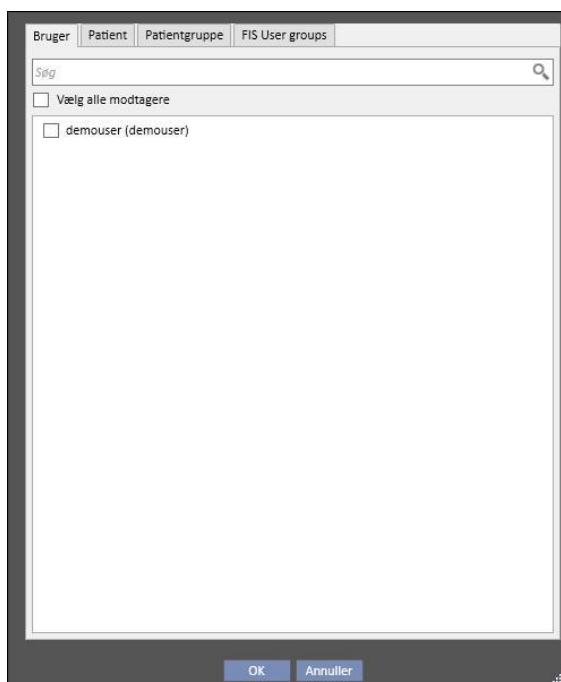 Bruger Patient Patientgruppe FIS User groups
Søg
Vælg alle modtagere
demouser (demouser)
OK Annuller